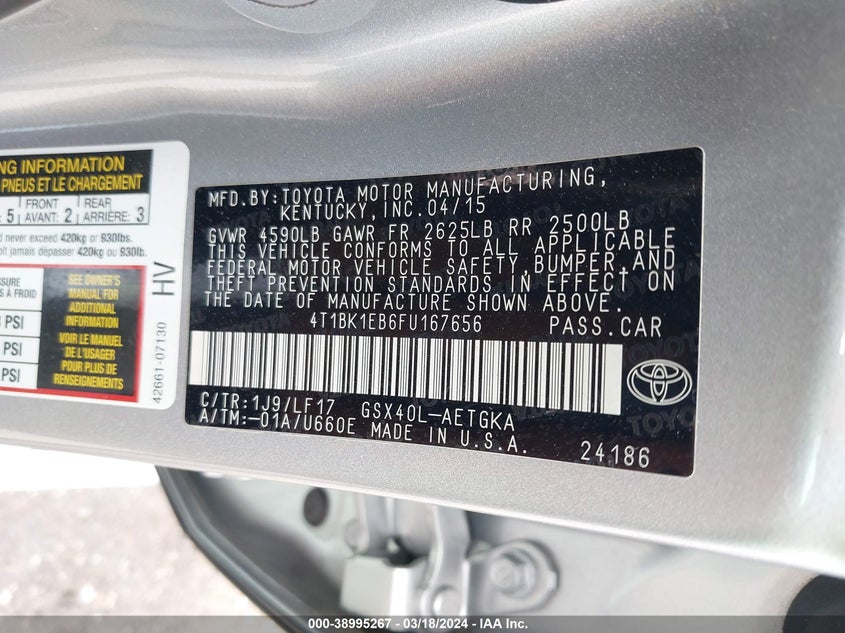 NG INFORMATION
PNEUS ET LE CHARGEMENT
5 FRONT AVANT: 2 REAR ARRIÈRE: 3
never exceed 420kg or 930lbs.
jamais dépasser 420kg ou 930lb.
SSURE
S À FROID
PSI
PSI
PSI
SEE OWNER'S
MANUAL FOR
ADDITIONAL
INFORMATION
VOIR LE MANUEL
DE L'USAGER
POUR PLUS DE
RENSEIGNEMENTS
42661-07130 HV
MFD.BY:TOYOTA MOTOR MANUFACTURING,
KENTUCKY,INC.04/15
GVWR 4590LB GAWR FR 2625LB RR 2500LB
THIS VEHICLE CONFORMS TO ALL APPLICABLE
FEDERAL MOTOR VEHICLE SAFETY,BUMPER,AND
THEFT PREVENTION STANDARDS IN EFFECT ON
THE DATE OF MANUFACTURE SHOWN ABOVE.
4T1BK1EB6FU167656 PASS.CAR
C/TR:1J9/LF17 GSX40L-AETGKA
A/TM:-01A/U660E MADE IN U.S.A.
24186
TOYOTA
000-38995267 - 03/18/2024 - IAA Inc.